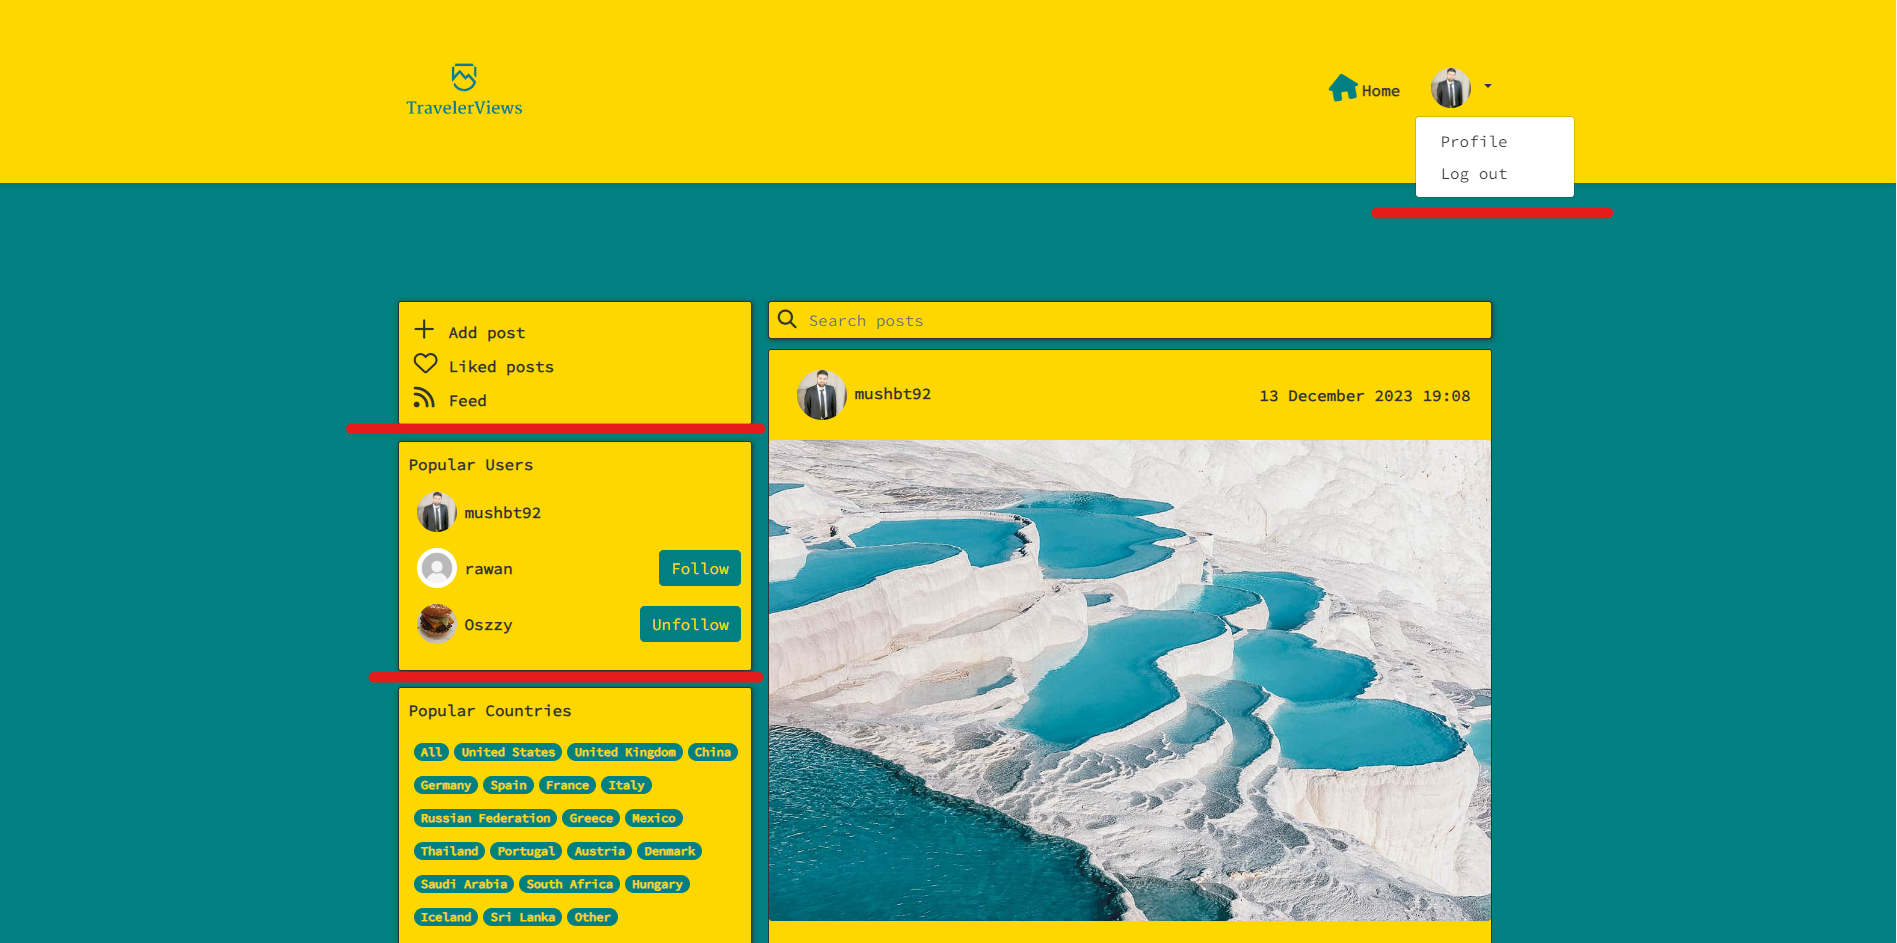 TravelerViews
Home
Profile
Log out
Add post
Liked posts
Feed
Popular Users
mushbt92
rawan Follow
Oszzy Unfollow
Popular Countries
All United States United Kingdom China
Germany Spain France Italy
Russian Federation Greece Mexico
Thailand Portugal Austria Denmark
Saudi Arabia South Africa Hungary
Iceland Sri Lanka Other
Search posts
mushbt92 13 December 2023 19:08